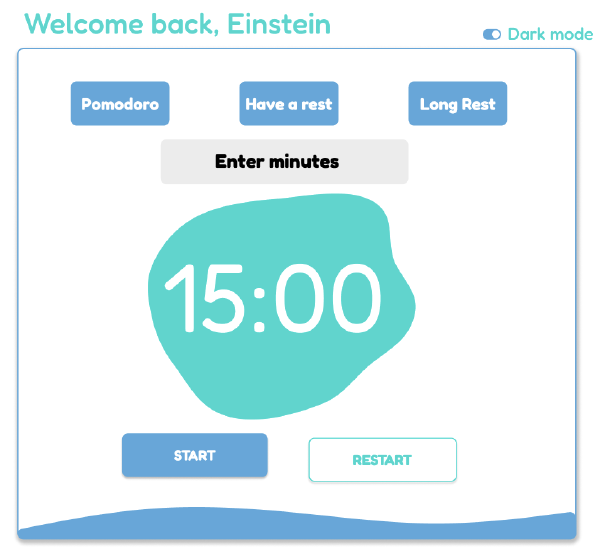 Welcome back, Einstein
Dark mode
Pomodoro
Have a rest
Long Rest
Enter minutes
15:00
START
RESTART